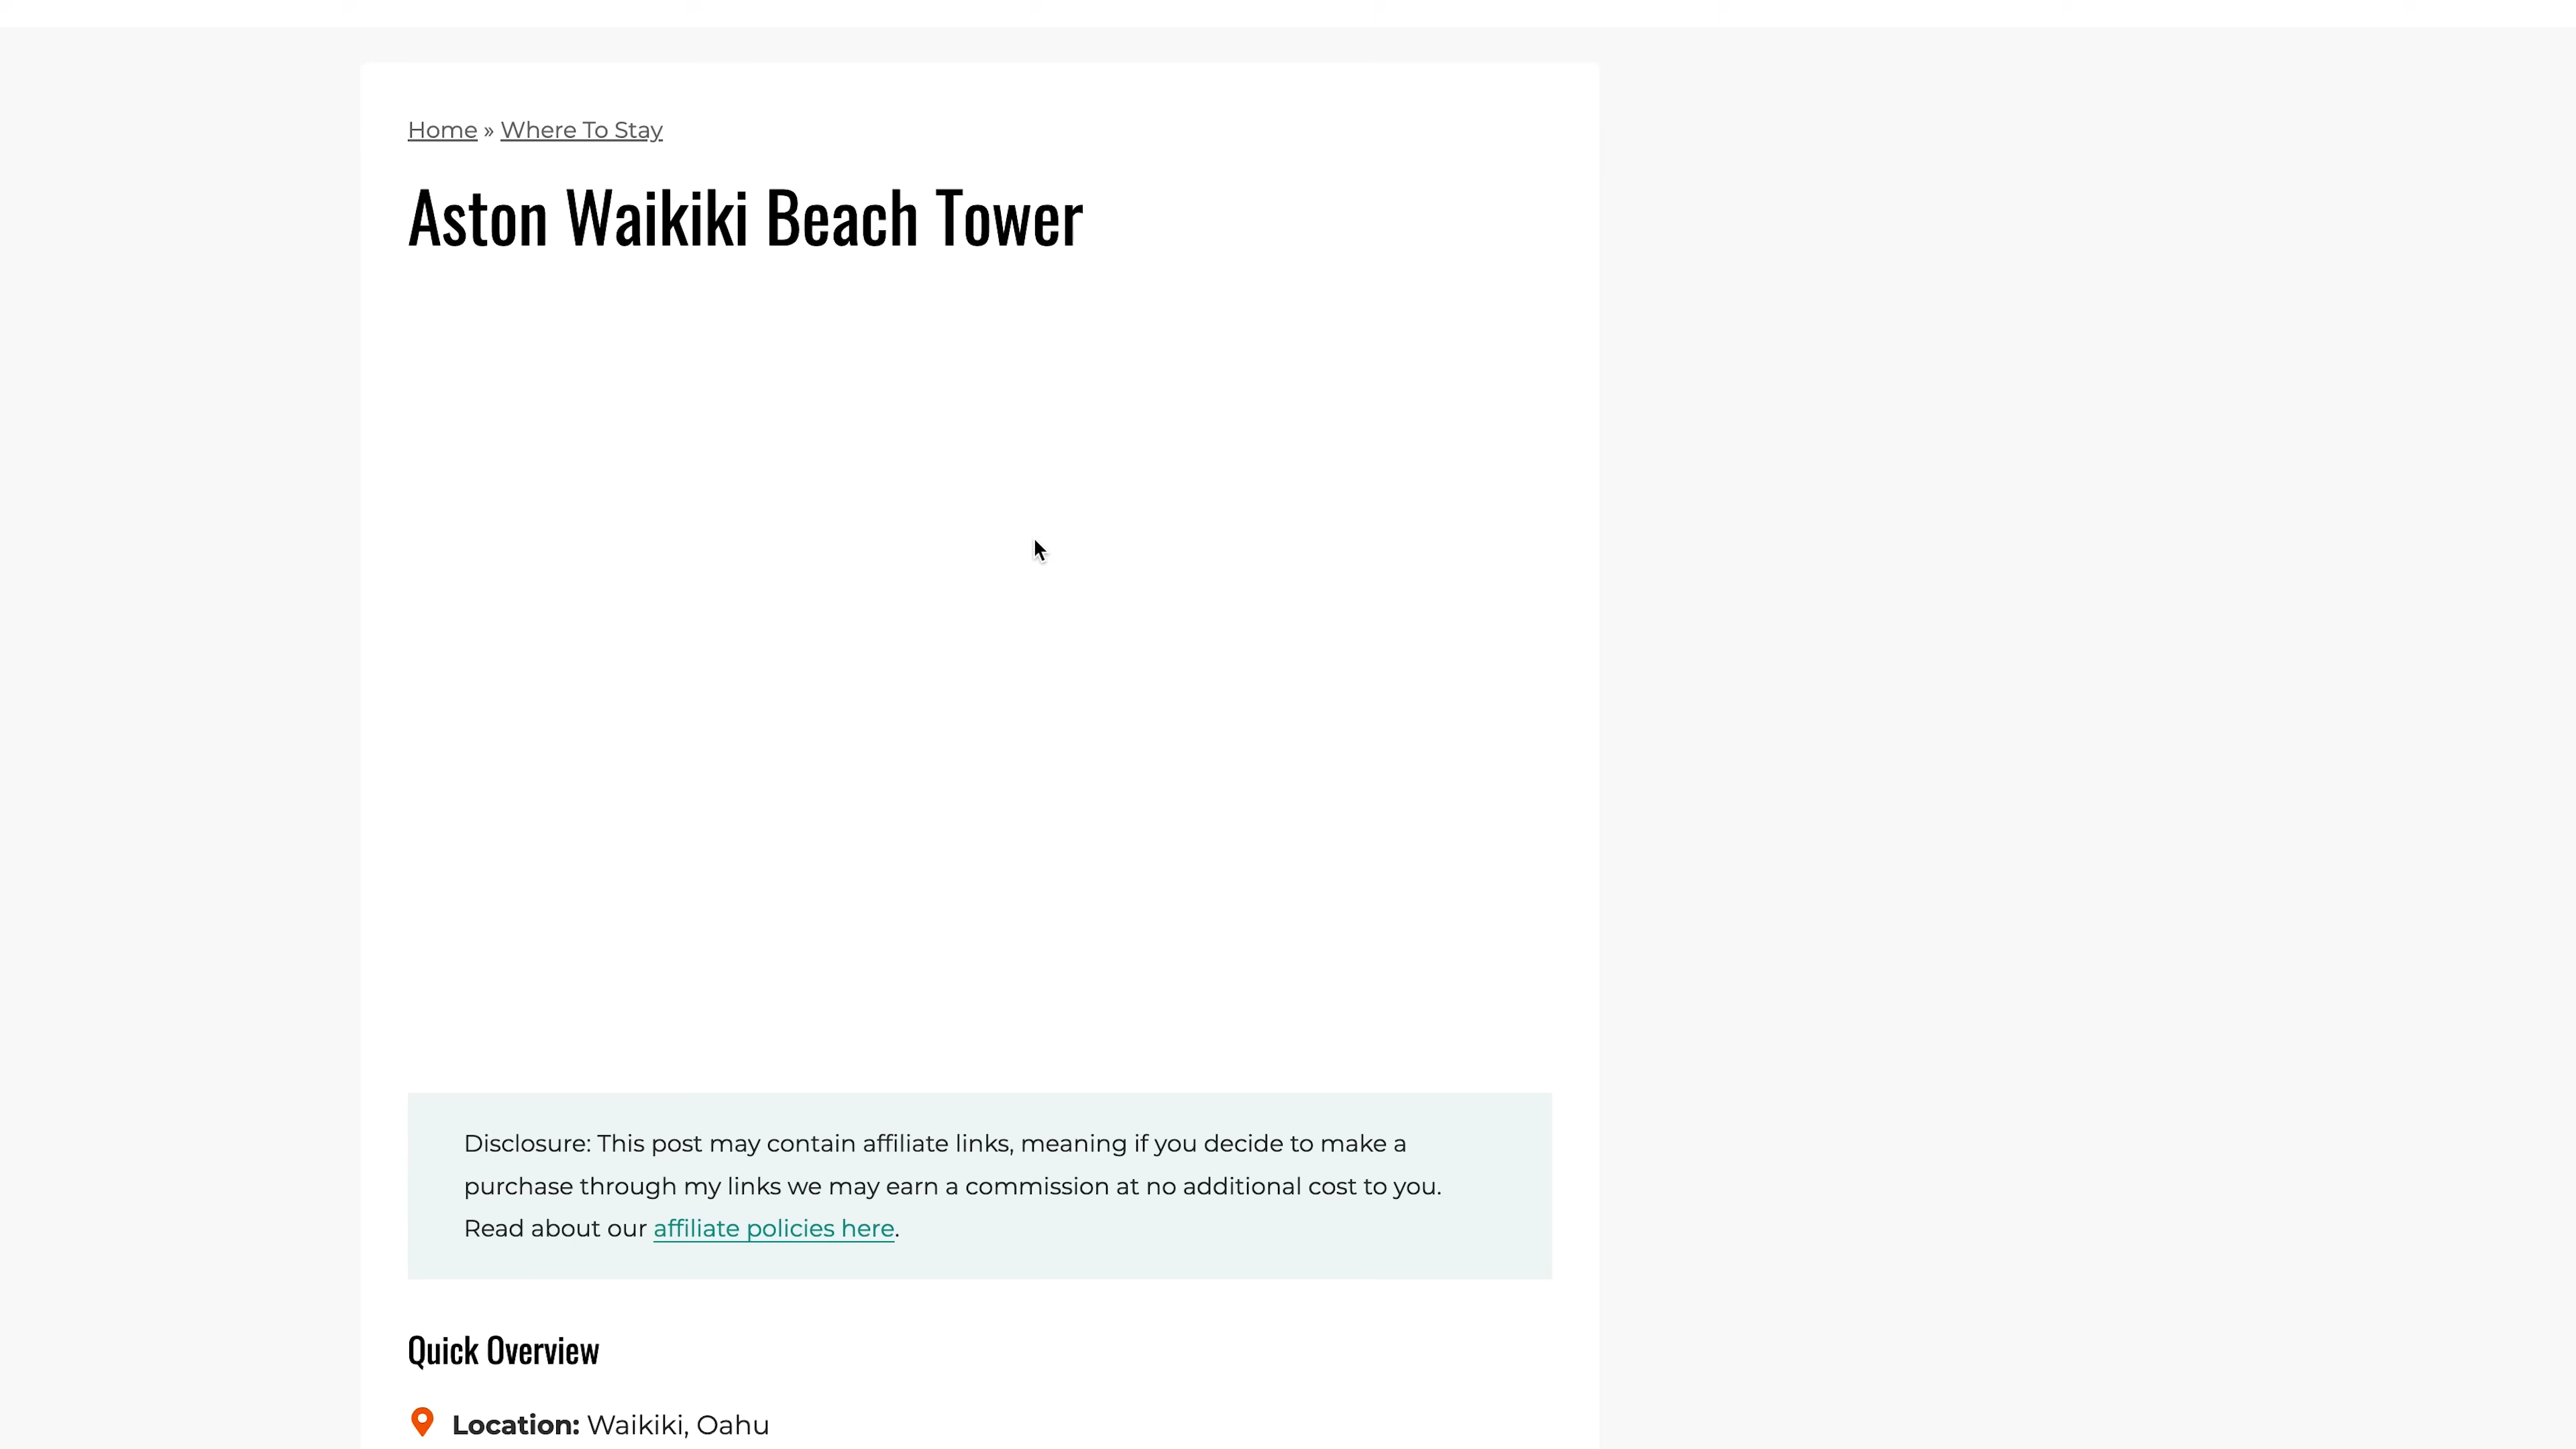 Home » Where To Stay
Aston Waikiki Beach Tower
Disclosure: This post may contain affiliate links, meaning if you decide to make a
purchase through my links we may earn a commission at no additional cost to you.
Read about our affiliate policies here.
Quick Overview
Location: Waikiki, Oahu